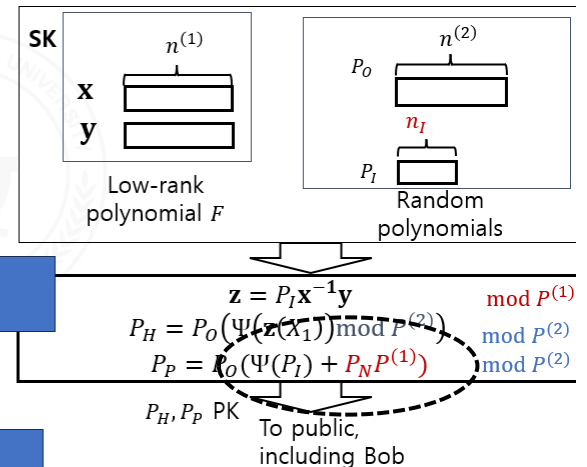 SK
n^{(1)}
x
y
Low-rank
polynomial F
n^{(2)}
P_O
n_I
P_I
Random
polynomials
z = P_I x^{-1} y mod P^{(1)}
P_H = P_O(Ψ(z(X_1)) mod P^{(2)}) mod P^{(2)}
P_P = P_O(Ψ(P_I) + P_N P^{(1)}) mod P^{(2)}
P_H, P_P PK
To public,
including Bob